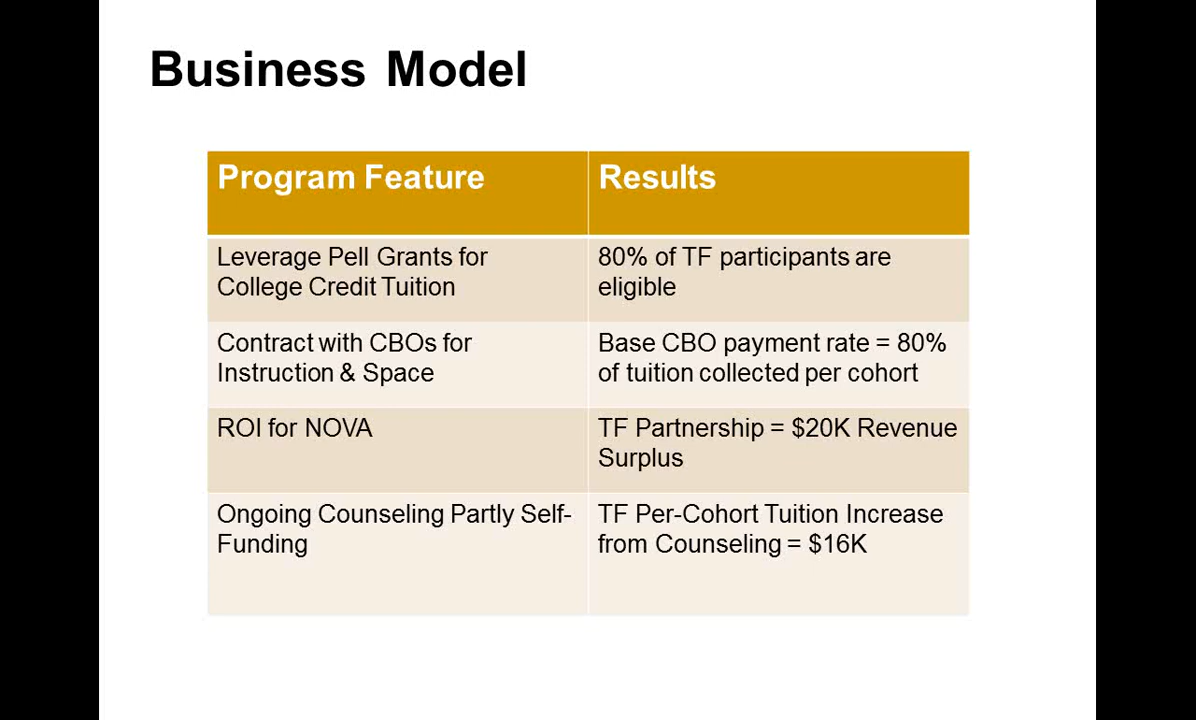 Business Model
Program Feature
Results
Leverage Pell Grants for
College Credit Tuition
80% of TF participants are
eligible
Contract with CBOs for
Instruction & Space
Base CBO payment rate = 80%
of tuition collected per cohort
ROI for NOVA
TF Partnership = $20K Revenue
Surplus
Ongoing Counseling Partly Self-
Funding
TF Per-Cohort Tuition Increase
from Counseling = $16K